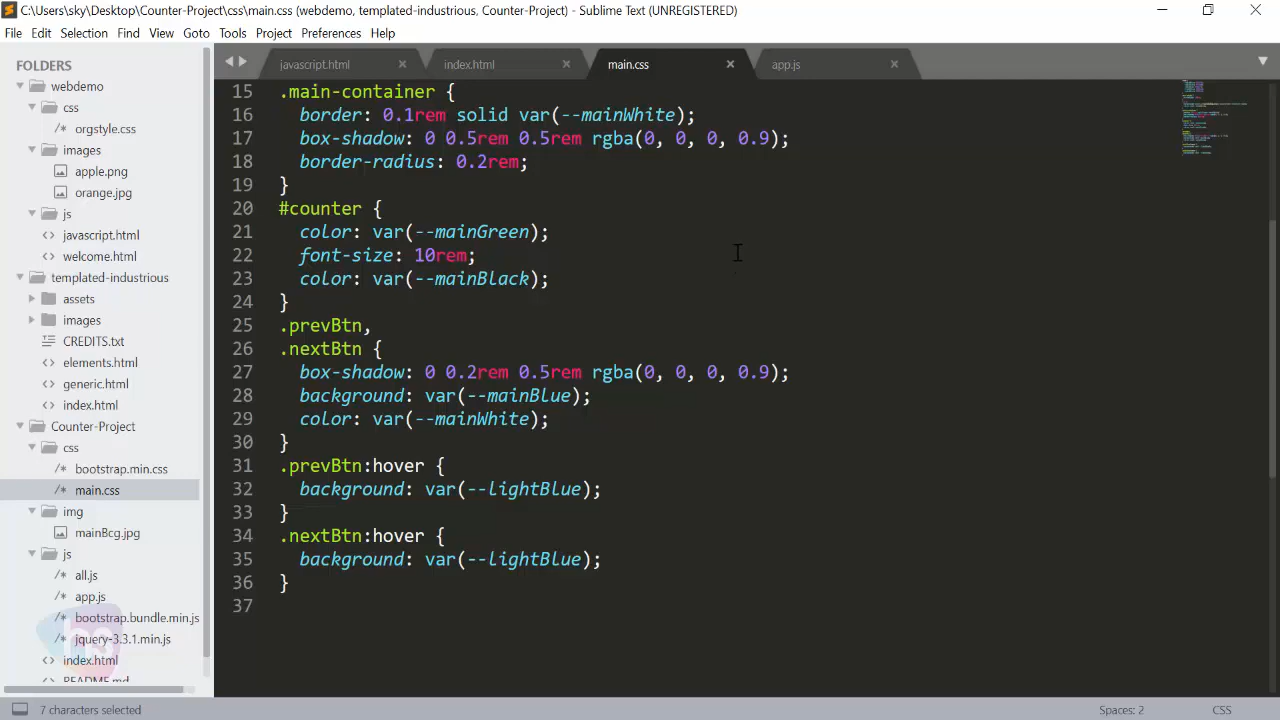 C:\Users\sky\Desktop\Counter-Project\css\main.css (webdemo, templated-industrious, Counter-Project) - Sublime Text (UNREGISTERED)
File Edit Selection Find View Goto Tools Project Preferences Help
FOLDERS
webdemo
css
/* orgstyle.css
images
apple.png
orange.jpg
js
<> javascript.html
<> welcome.html
templated-industrious
assets
images
CREDITS.txt
<> elements.html
<> generic.html
<> index.html
Counter-Project
css
/* bootstrap.min.css
/* main.css
img
mainBcg.jpg
js
/* all.js
/* app.js
/* bootstrap.bundle.min.js
/* jquery-3.3.1.min.js
<> index.html
README.md
javascript.html × index.html × main.css × app.js ×
15 .main-container {
16 border: 0.1rem solid var(--mainWhite);
17 box-shadow: 0 0.5rem 0.5rem rgba(0, 0, 0, 0.9);
18 border-radius: 0.2rem;
19 }
20 #counter {
21 color: var(--mainGreen);
22 font-size: 10rem;
23 color: var(--mainBlack);
24 }
25 .prevBtn,
26 .nextBtn {
27 box-shadow: 0 0.2rem 0.5rem rgba(0, 0, 0, 0.9);
28 background: var(--mainBlue);
29 color: var(--mainWhite);
30 }
31 .prevBtn:hover {
32 background: var(--lightBlue);
33 }
34 .nextBtn:hover {
35 background: var(--lightBlue);
36 }
37
7 characters selected
Spaces: 2
CSS